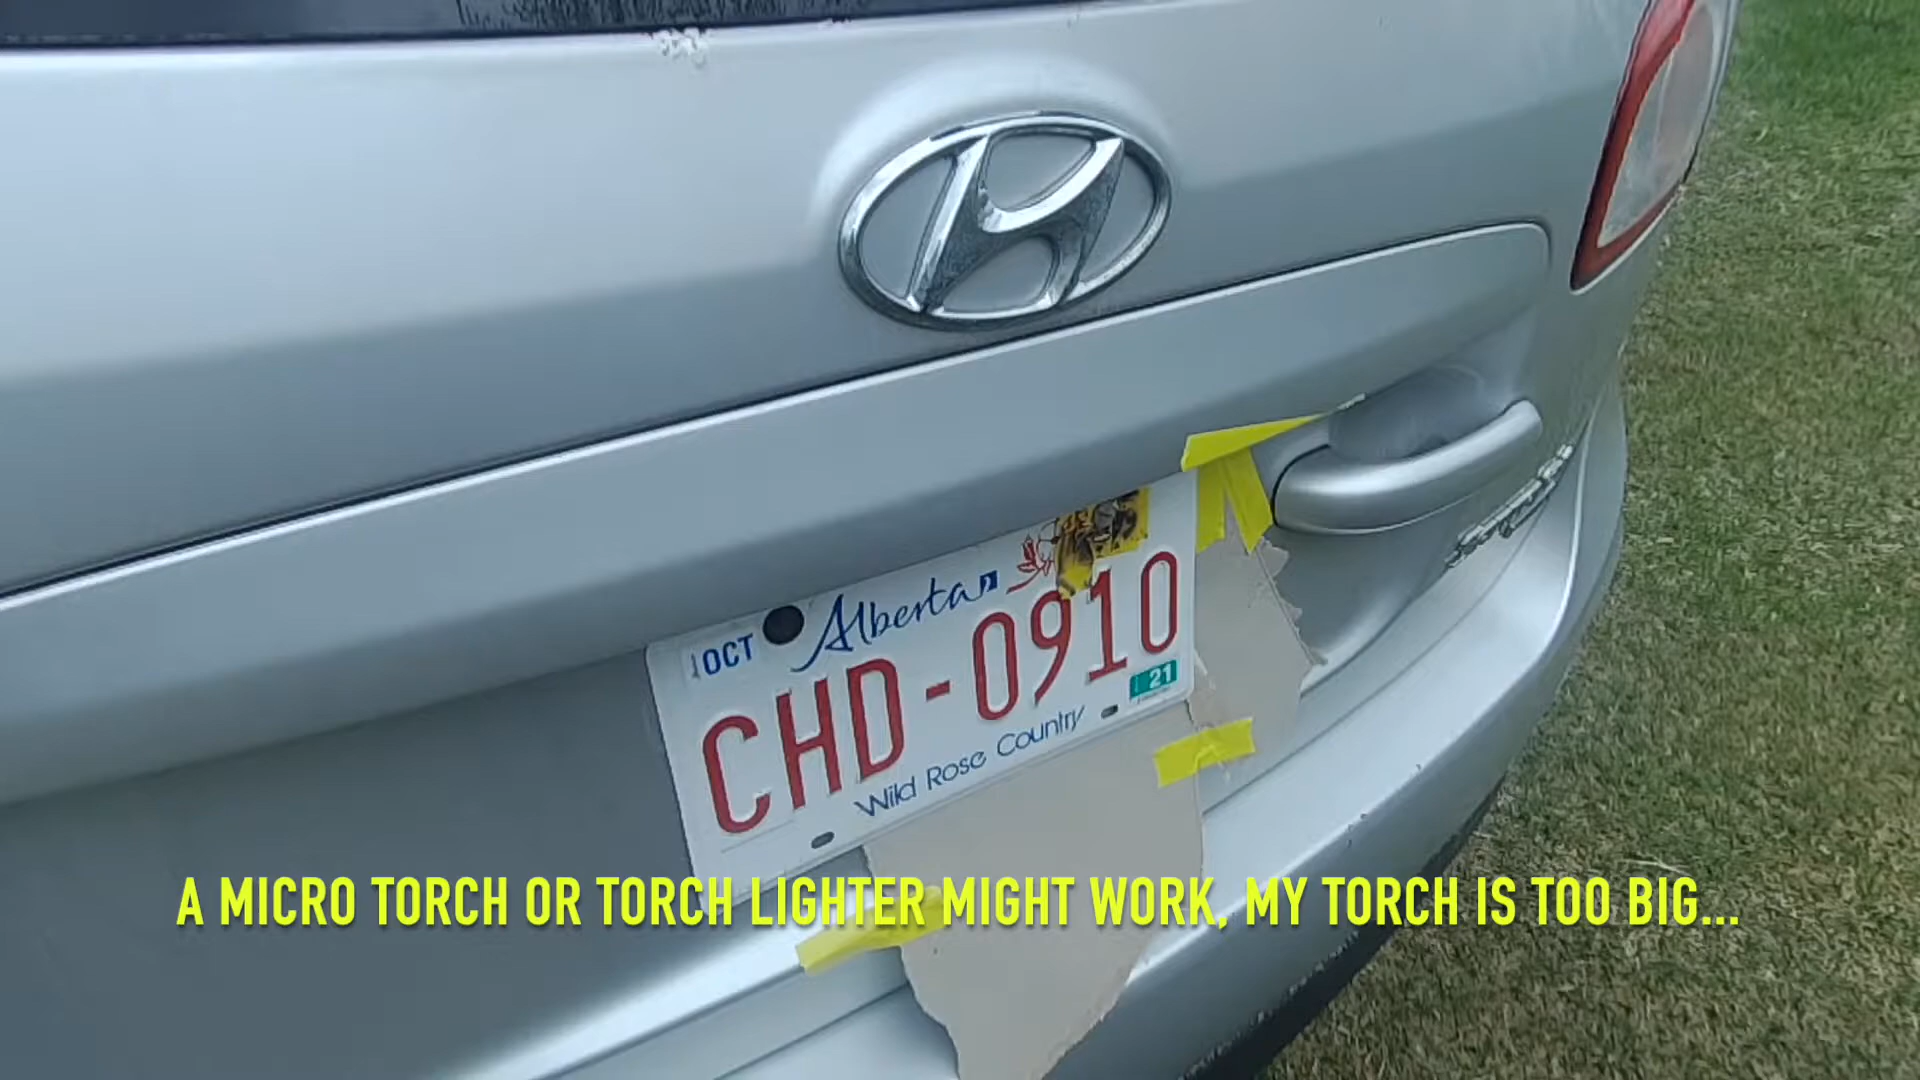 OCT Alberta
CHD-0910
21
Wild Rose Country
A MICRO TORCH OR TORCH LIGHTER MIGHT WORK, MY TORCH IS TOO BIG...